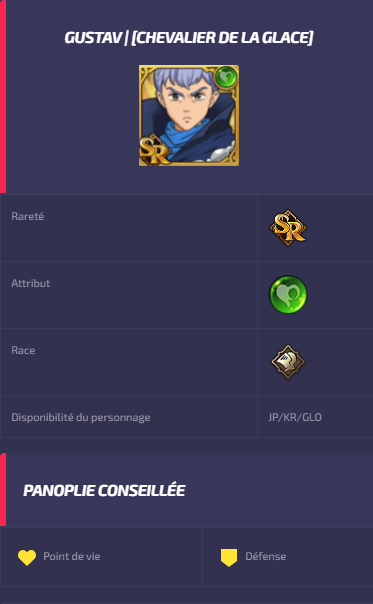 GUSTAV | [CHEVALIER DE LA GLACE]
SR
Rareté
SR
Attribut
Race
Disponibilité du personnage JP/KR/GLO
PANOPLIE CONSEILLÉE
Point de vie Défense